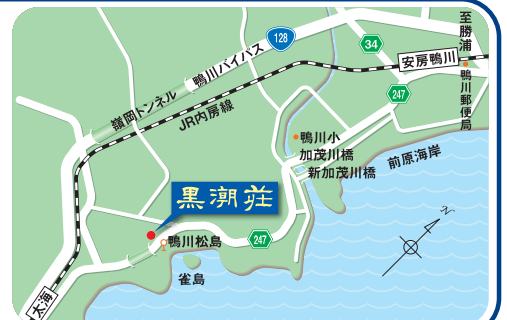 至勝浦
128
34
鴨川バイパス
安房鴨川
247
鴨川郵便局
嶺岡トンネル
JR内房線
鴨川小
加茂川橋
新加茂川橋
前原海岸
黒潮荘
N
鴨川松島
247
雀島
太海